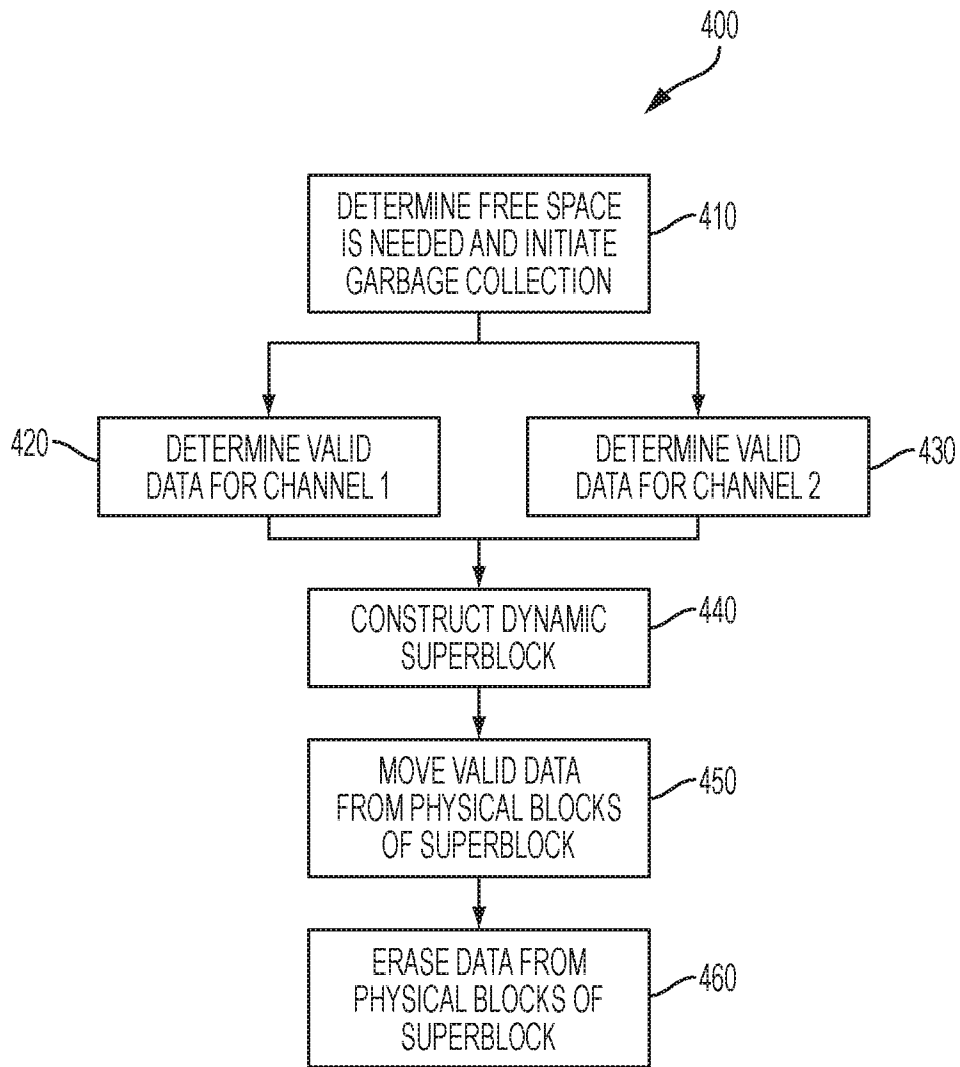 400
DETERMINE FREE SPACE
IS NEEDED AND INITIATE
GARBAGE COLLECTION
410
420
DETERMINE VALID
DATA FOR CHANNEL 1
DETERMINE VALID
DATA FOR CHANNEL 2
430
CONSTRUCT DYNAMIC
SUPERBLOCK
440
MOVE VALID DATA
FROM PHYSICAL BLOCKS
OF SUPERBLOCK
450
ERASE DATA FROM
PHYSICAL BLOCKS OF
SUPERBLOCK
460